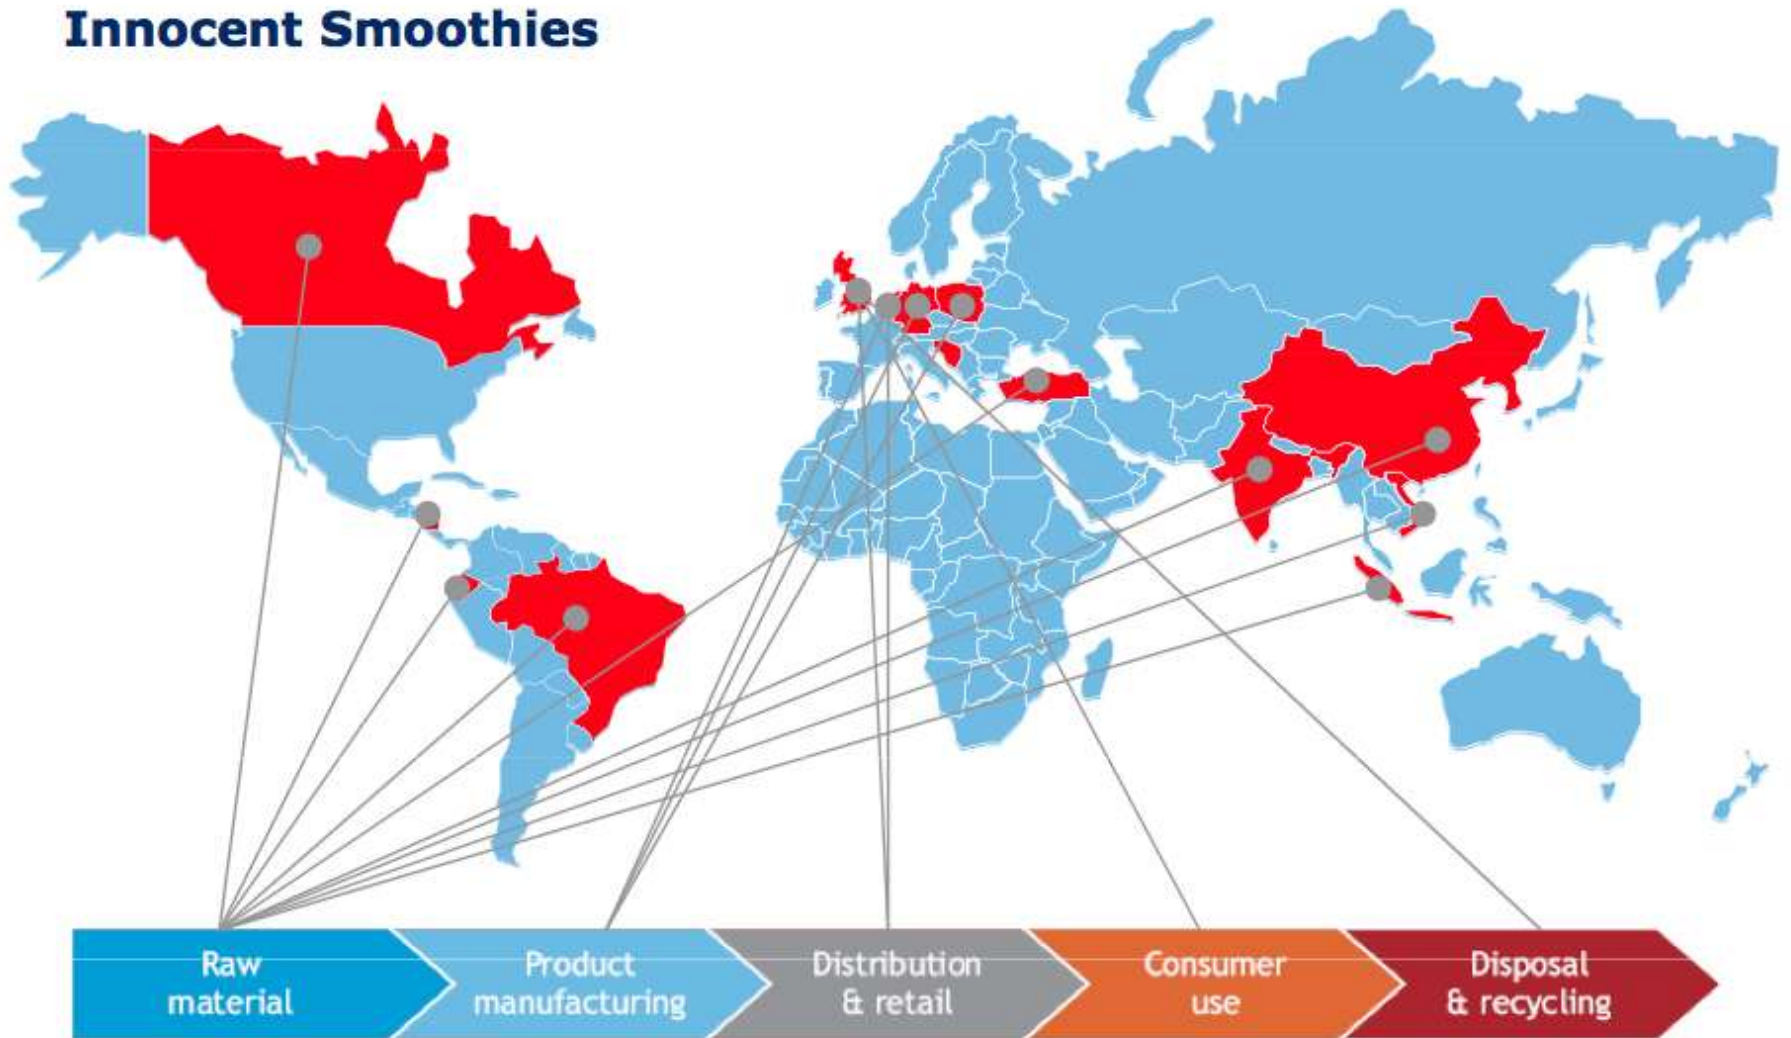 Innocent Smoothies
Raw
material
Product
manufacturing
Distribution
& retail
Consumer
use
Disposal
& recycling